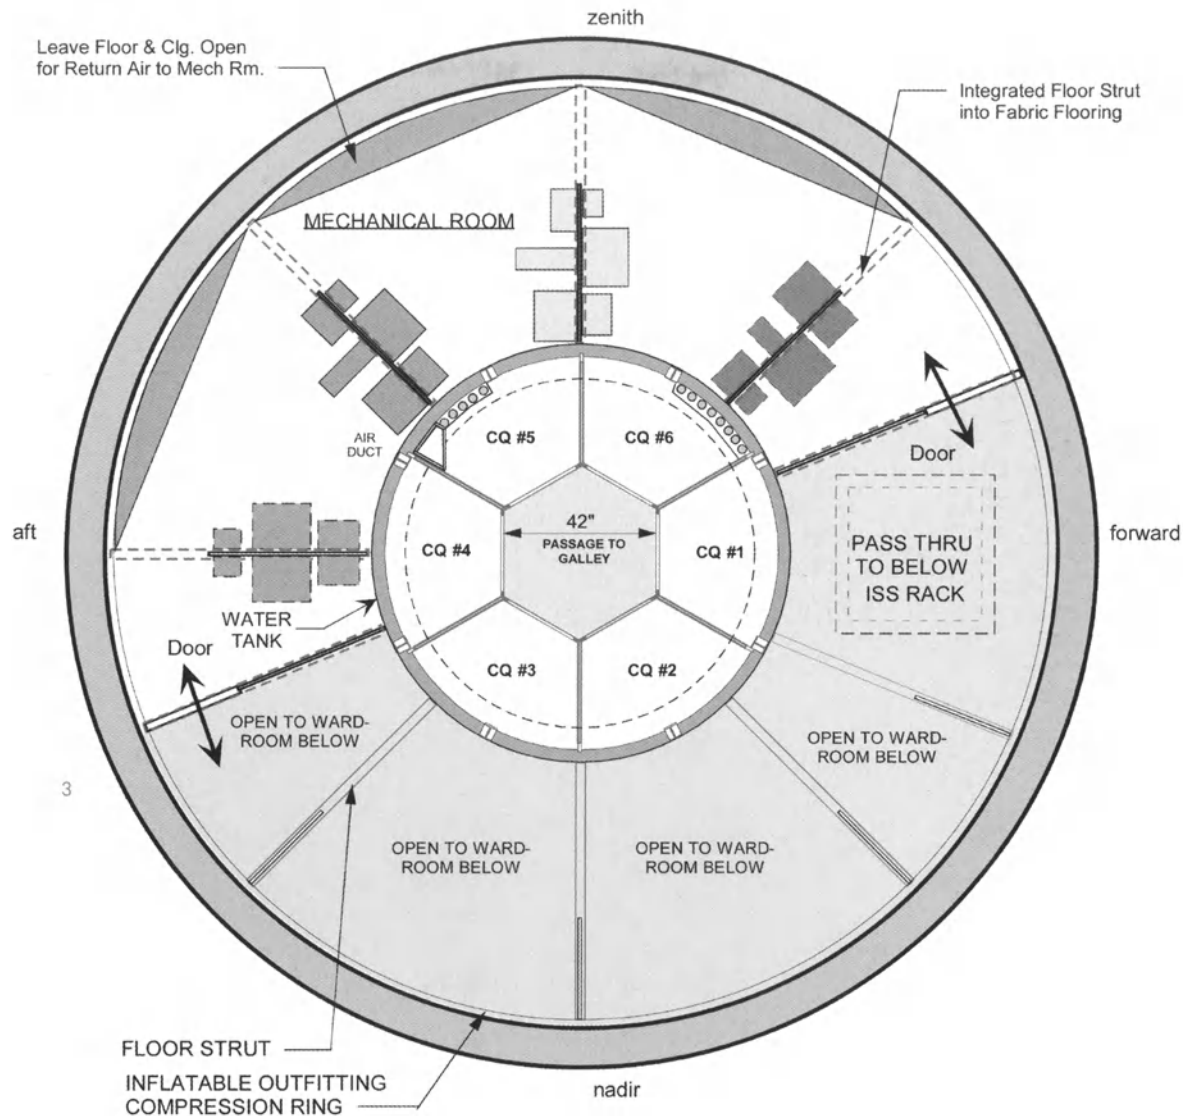 zenith
Leave Floor & Clg. Open
for Return Air to Mech Rm.
Integrated Floor Strut
into Fabric Flooring
MECHANICAL ROOM
AIR
DUCT
CQ #5
CQ #6
Door
aft
42"
PASSAGE TO
GALLEY
CQ #4
CQ #1
PASS THRU
TO BELOW
ISS RACK
forward
WATER
TANK
Door
CQ #3
CQ #2
OPEN TO WARD-
ROOM BELOW
OPEN TO WARD-
ROOM BELOW
3
OPEN TO WARD-
ROOM BELOW
OPEN TO WARD-
ROOM BELOW
FLOOR STRUT
INFLATABLE OUTFITTING
COMPRESSION RING
nadir